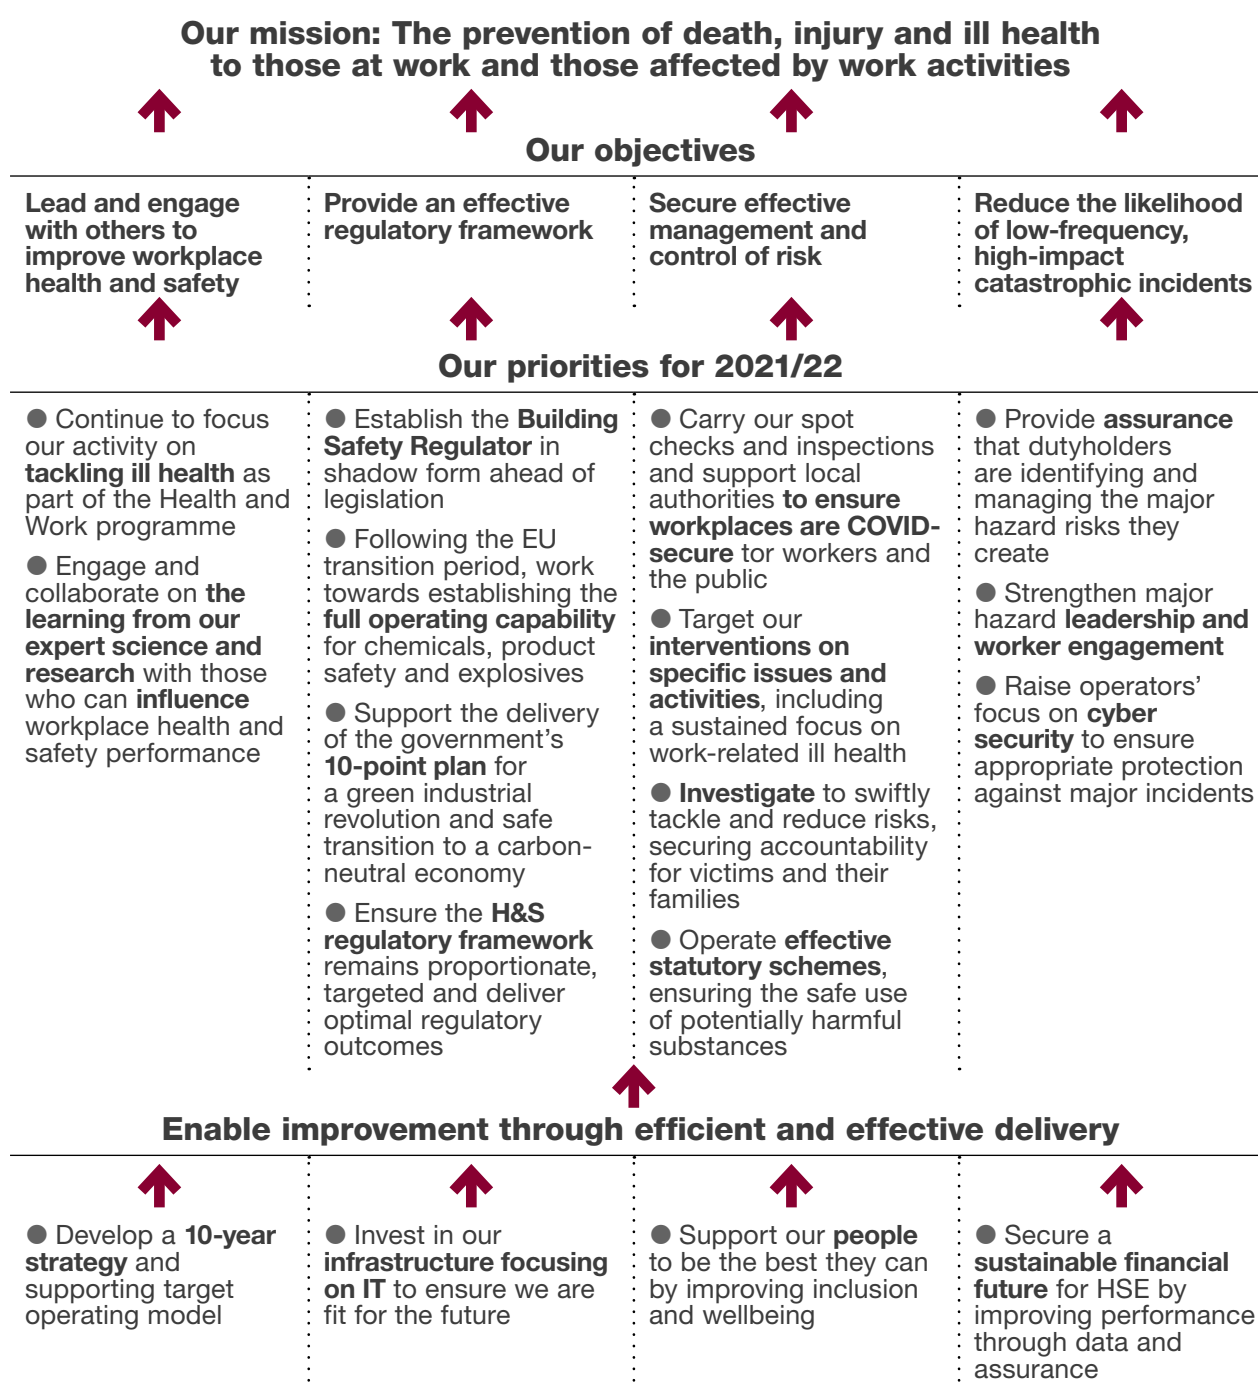 Our mission: The prevention of death, injury and ill health
to those at work and those affected by work activities
Our objectives
Lead and engage
with others to
improve workplace
health and safety
Provide an effective
regulatory framework
Secure effective
management and
control of risk
Reduce the likelihood
of low-frequency,
high-impact
catastrophic incidents
Our priorities for 2021/22
● Continue to focus
our activity on
tackling ill health as
part of the Health and
Work programme
● Engage and
collaborate on the
learning from our
expert science and
research with those
who can influence
workplace health and
safety performance
● Establish the Building
Safety Regulator in
shadow form ahead of
legislation
● Following the EU
transition period, work
towards establishing the
full operating capability
for chemicals, product
safety and explosives
● Support the delivery
of the government’s
10-point plan for
a green industrial
revolution and safe
transition to a carbon-
neutral economy
● Ensure the H&S
regulatory framework
remains proportionate,
targeted and deliver
optimal regulatory
outcomes
● Carry our spot
checks and inspections
and support local
authorities to ensure
workplaces are COVID-
secure tor workers and
the public
● Target our
interventions on
specific issues and
activities, including
a sustained focus on
work-related ill health
● Investigate to swiftly
tackle and reduce risks,
securing accountability
for victims and their
families
● Operate effective
statutory schemes,
ensuring the safe use
of potentially harmful
substances
● Provide assurance
that dutyholders
are identifying and
managing the major
hazard risks they
create
● Strengthen major
hazard leadership and
worker engagement
● Raise operators’
focus on cyber
security to ensure
appropriate protection
against major incidents
Enable improvement through efficient and effective delivery
● Develop a 10-year
strategy and
supporting target
operating model
● Invest in our
infrastructure focusing
on IT to ensure we are
fit for the future
● Support our people
to be the best they can
by improving inclusion
and wellbeing
● Secure a
sustainable financial
future for HSE by
improving performance
through data and
assurance